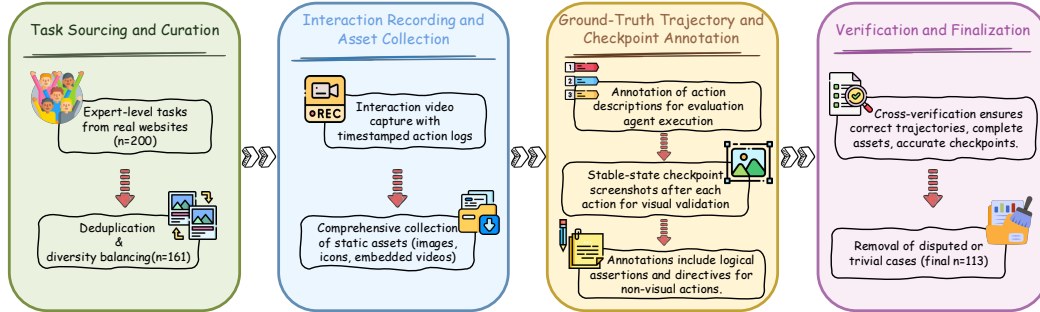 Task Sourcing and Curation
Expert-level tasks
from real websites
(n=200)
Deduplication
&
diversity balancing(n=161)
Interaction Recording and
Asset Collection
REC
Interaction video
capture with
timestamped action logs
Comprehensive collection
of static assets (images,
icons, embedded videos)
Ground-Truth Trajectory and
Checkpoint Annotation
1
2
3
Annotation of action
descriptions for evaluation
agent execution
Stable-state checkpoint
screenshots after each
action for visual validation
Annotations include logical
assertions and directives for
non-visual actions.
Verification and Finalization
Cross-verification ensures
correct trajectories, complete
assets, accurate checkpoints.
Removal of disputed or
trivial cases (final n=113)